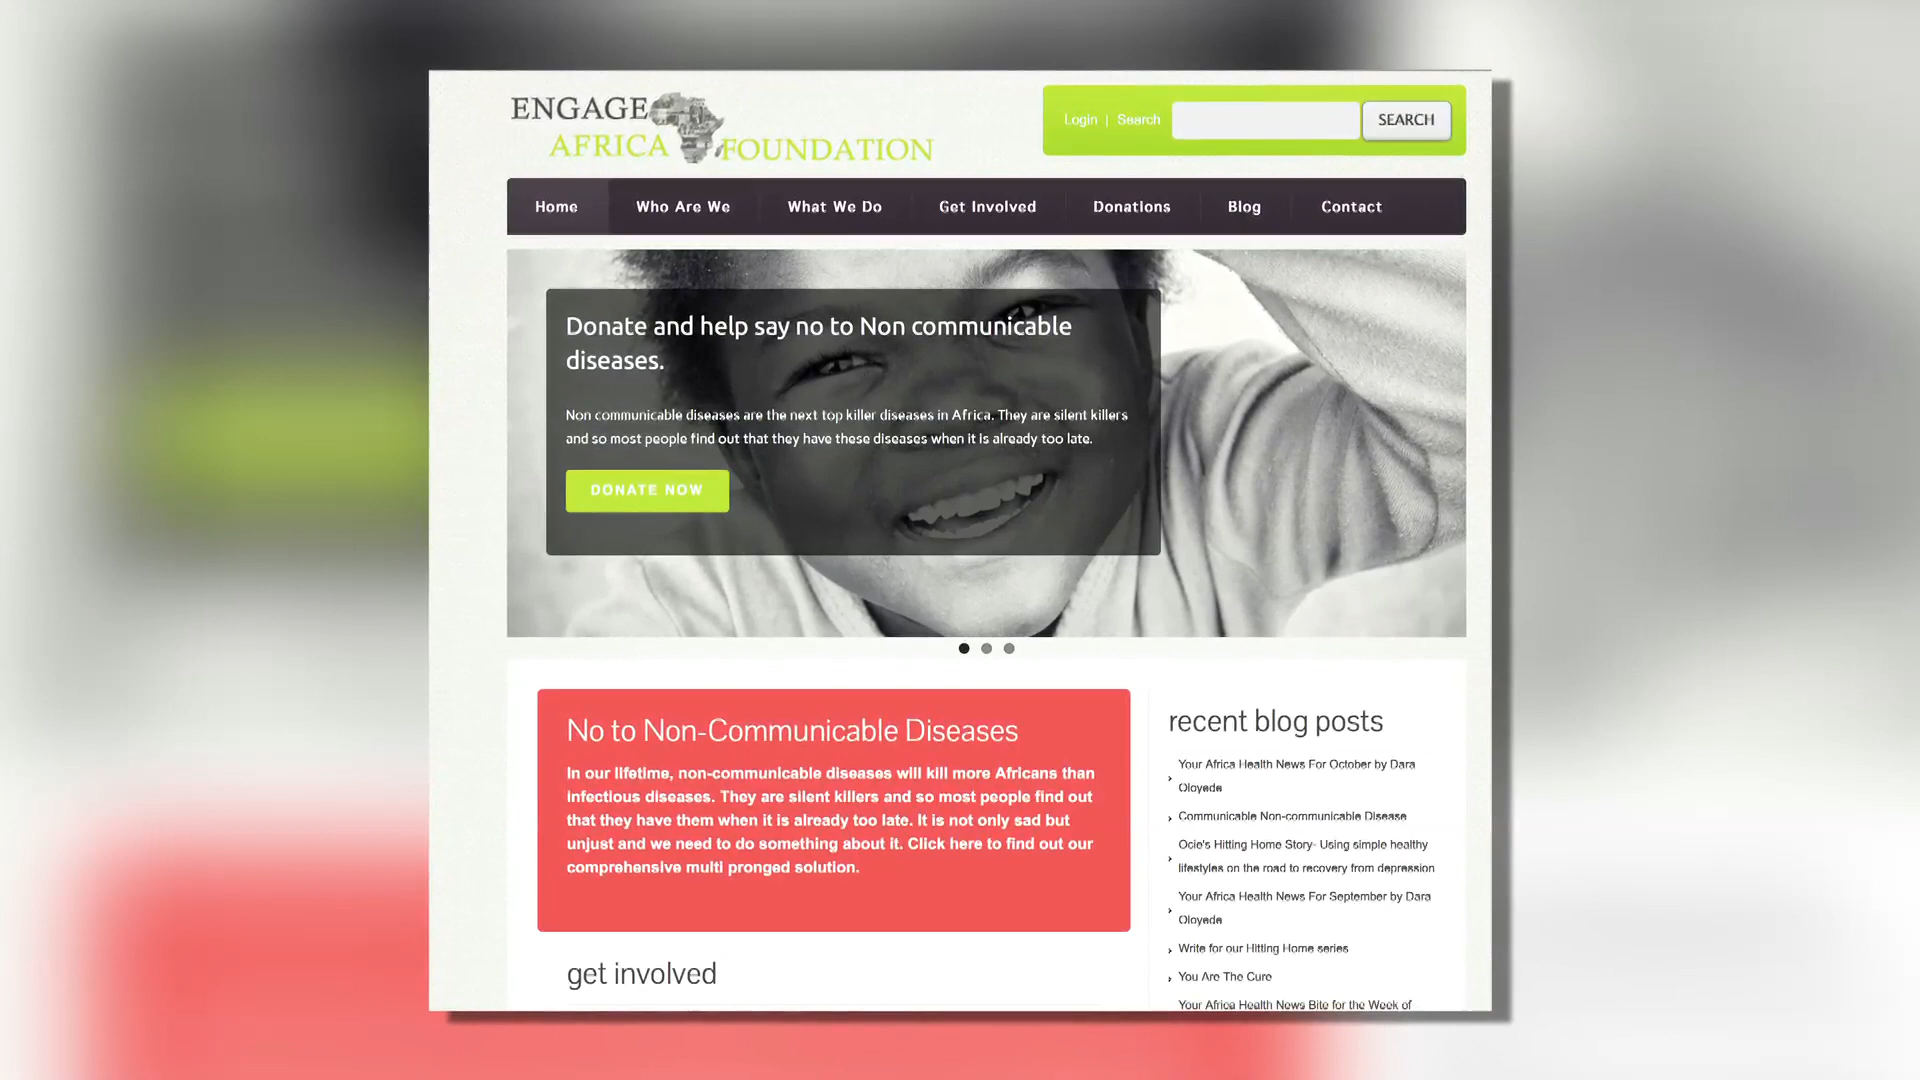 ENGAGE
AFRICA FOUNDATION
Login | Search
SEARCH
Home Who Are We What We Do Get Involved Donations Blog Contact
Donate and help say no to Non communicable
diseases.
Non communicable diseases are the next top killer diseases in Africa. They are silent killers
and so most people find out that they have these diseases when it is already too late.
DONATE NOW
No to Non-Communicable Diseases
In our lifetime, non-communicable diseases will kill more Africans than
infectious diseases. They are silent killers and so most people find out
that they have them when it is already too late. It is not only sad but
unjust and we need to do something about it. Click here to find out our
comprehensive multi pronged solution.
get involved
recent blog posts
Your Africa Health News For October by Dara
Oloyede
Communicable Non-communicable Disease
Ocie's Hitting Home Story- Using simple healthy
lifestyles on the road to recovery from depression
Your Africa Health News For September by Dara
Oloyede
Write for our Hitting Home series
You Are The Cure
Your Africa Health News Bite for the Week of